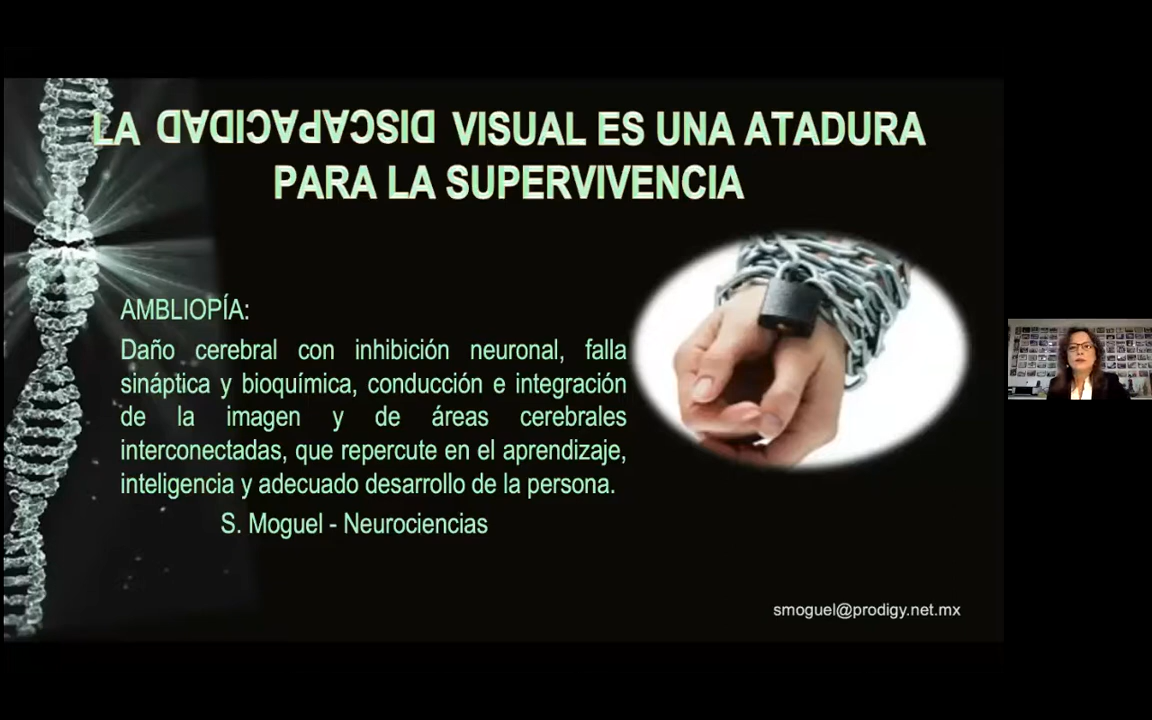 LA DISCAPACIDAD VISUAL ES UNA ATADURA
PARA LA SUPERVIVENCIA
AMBLIOPÍA:
Daño cerebral con inhibición neuronal, falla
sináptica y bioquímica, conducción e integración
de la imagen y de áreas cerebrales
interconectadas, que repercute en el aprendizaje,
inteligencia y adecuado desarrollo de la persona.
S. Moguel - Neurociencias
smoguel@prodigy.net.mx